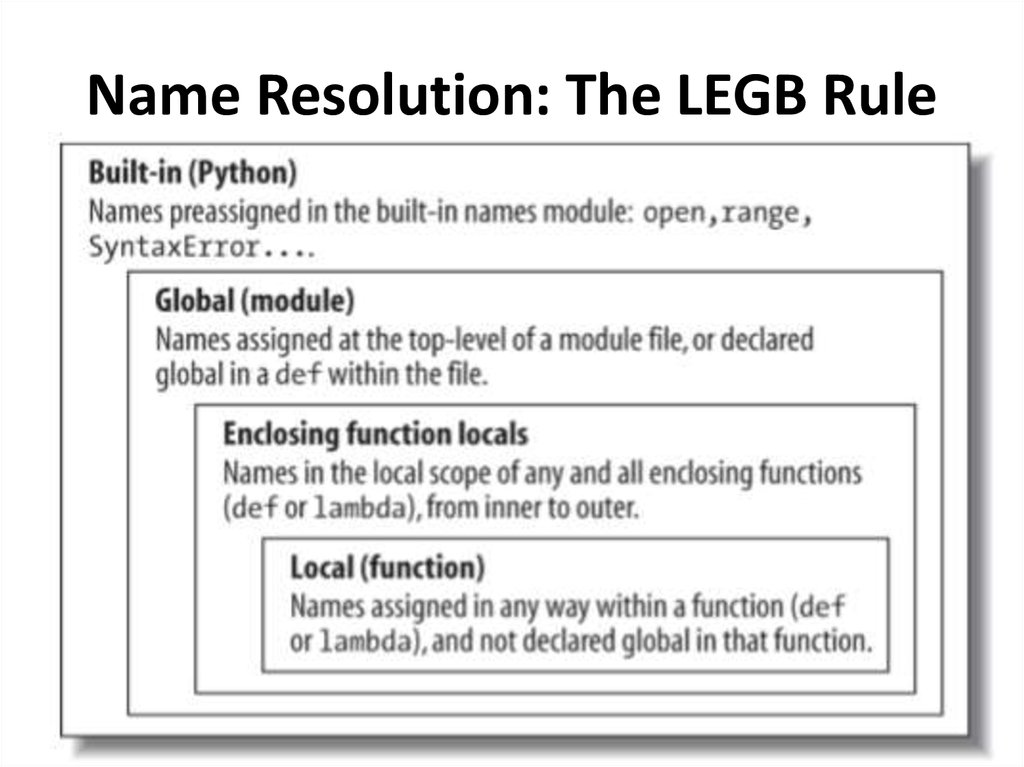 Name Resolution: The LEGB Rule
Built-in (Python)
Names preassigned in the built-in names module: open,range,
SyntaxError....
Global (module)
Names assigned at the top-level of a module file, or declared
global in a def within the file.
Enclosing function locals
Names in the local scope of any and all enclosing functions
(def or lambda), from inner to outer.
Local (function)
Names assigned in any way within a function (def
or lambda), and not declared global in that function.